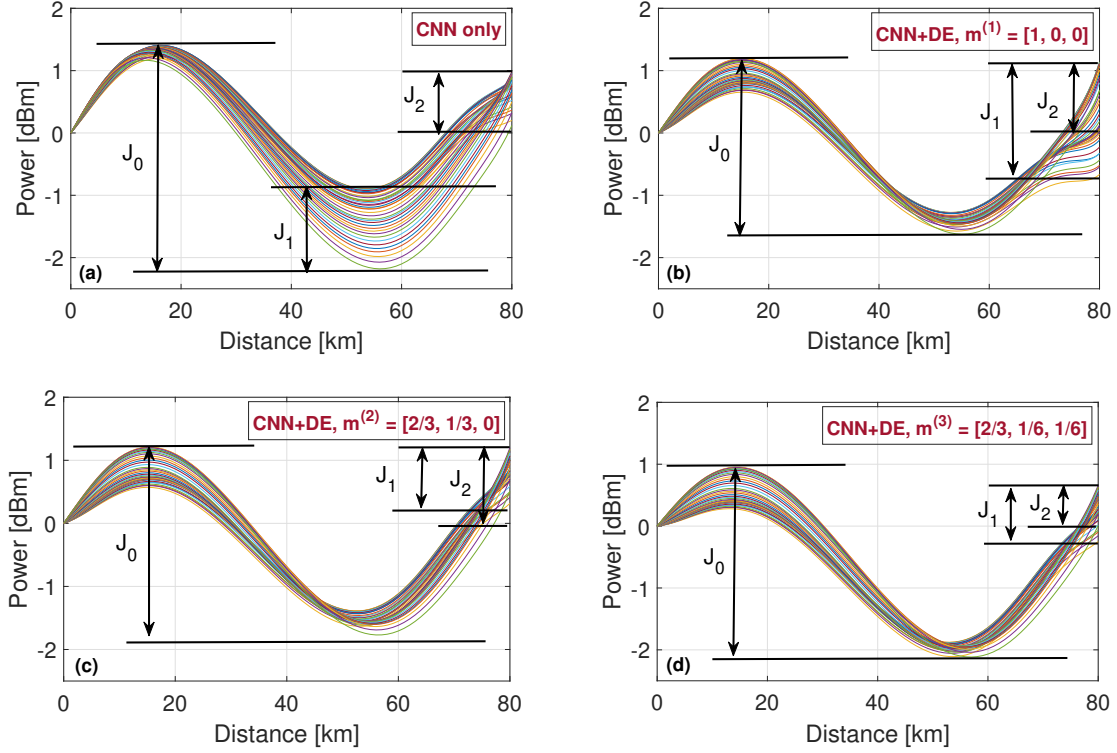 CNN only
2
1
0
-1
-2
Power [dBm]
J0
J1
J2
(a)
0 20 40 60 80
Distance [km]
CNN+DE, m(1) = [1, 0, 0]
2
1
0
-1
-2
Power [dBm]
J0
J1
J2
(b)
0 20 40 60 80
Distance [km]
CNN+DE, m(2) = [2/3, 1/3, 0]
2
1
0
-1
-2
Power [dBm]
J0
J1
J2
(c)
0 20 40 60 80
Distance [km]
CNN+DE, m(3) = [2/3, 1/6, 1/6]
2
1
0
-1
-2
Power [dBm]
J0
J1
J2
(d)
0 20 40 60 80
Distance [km]